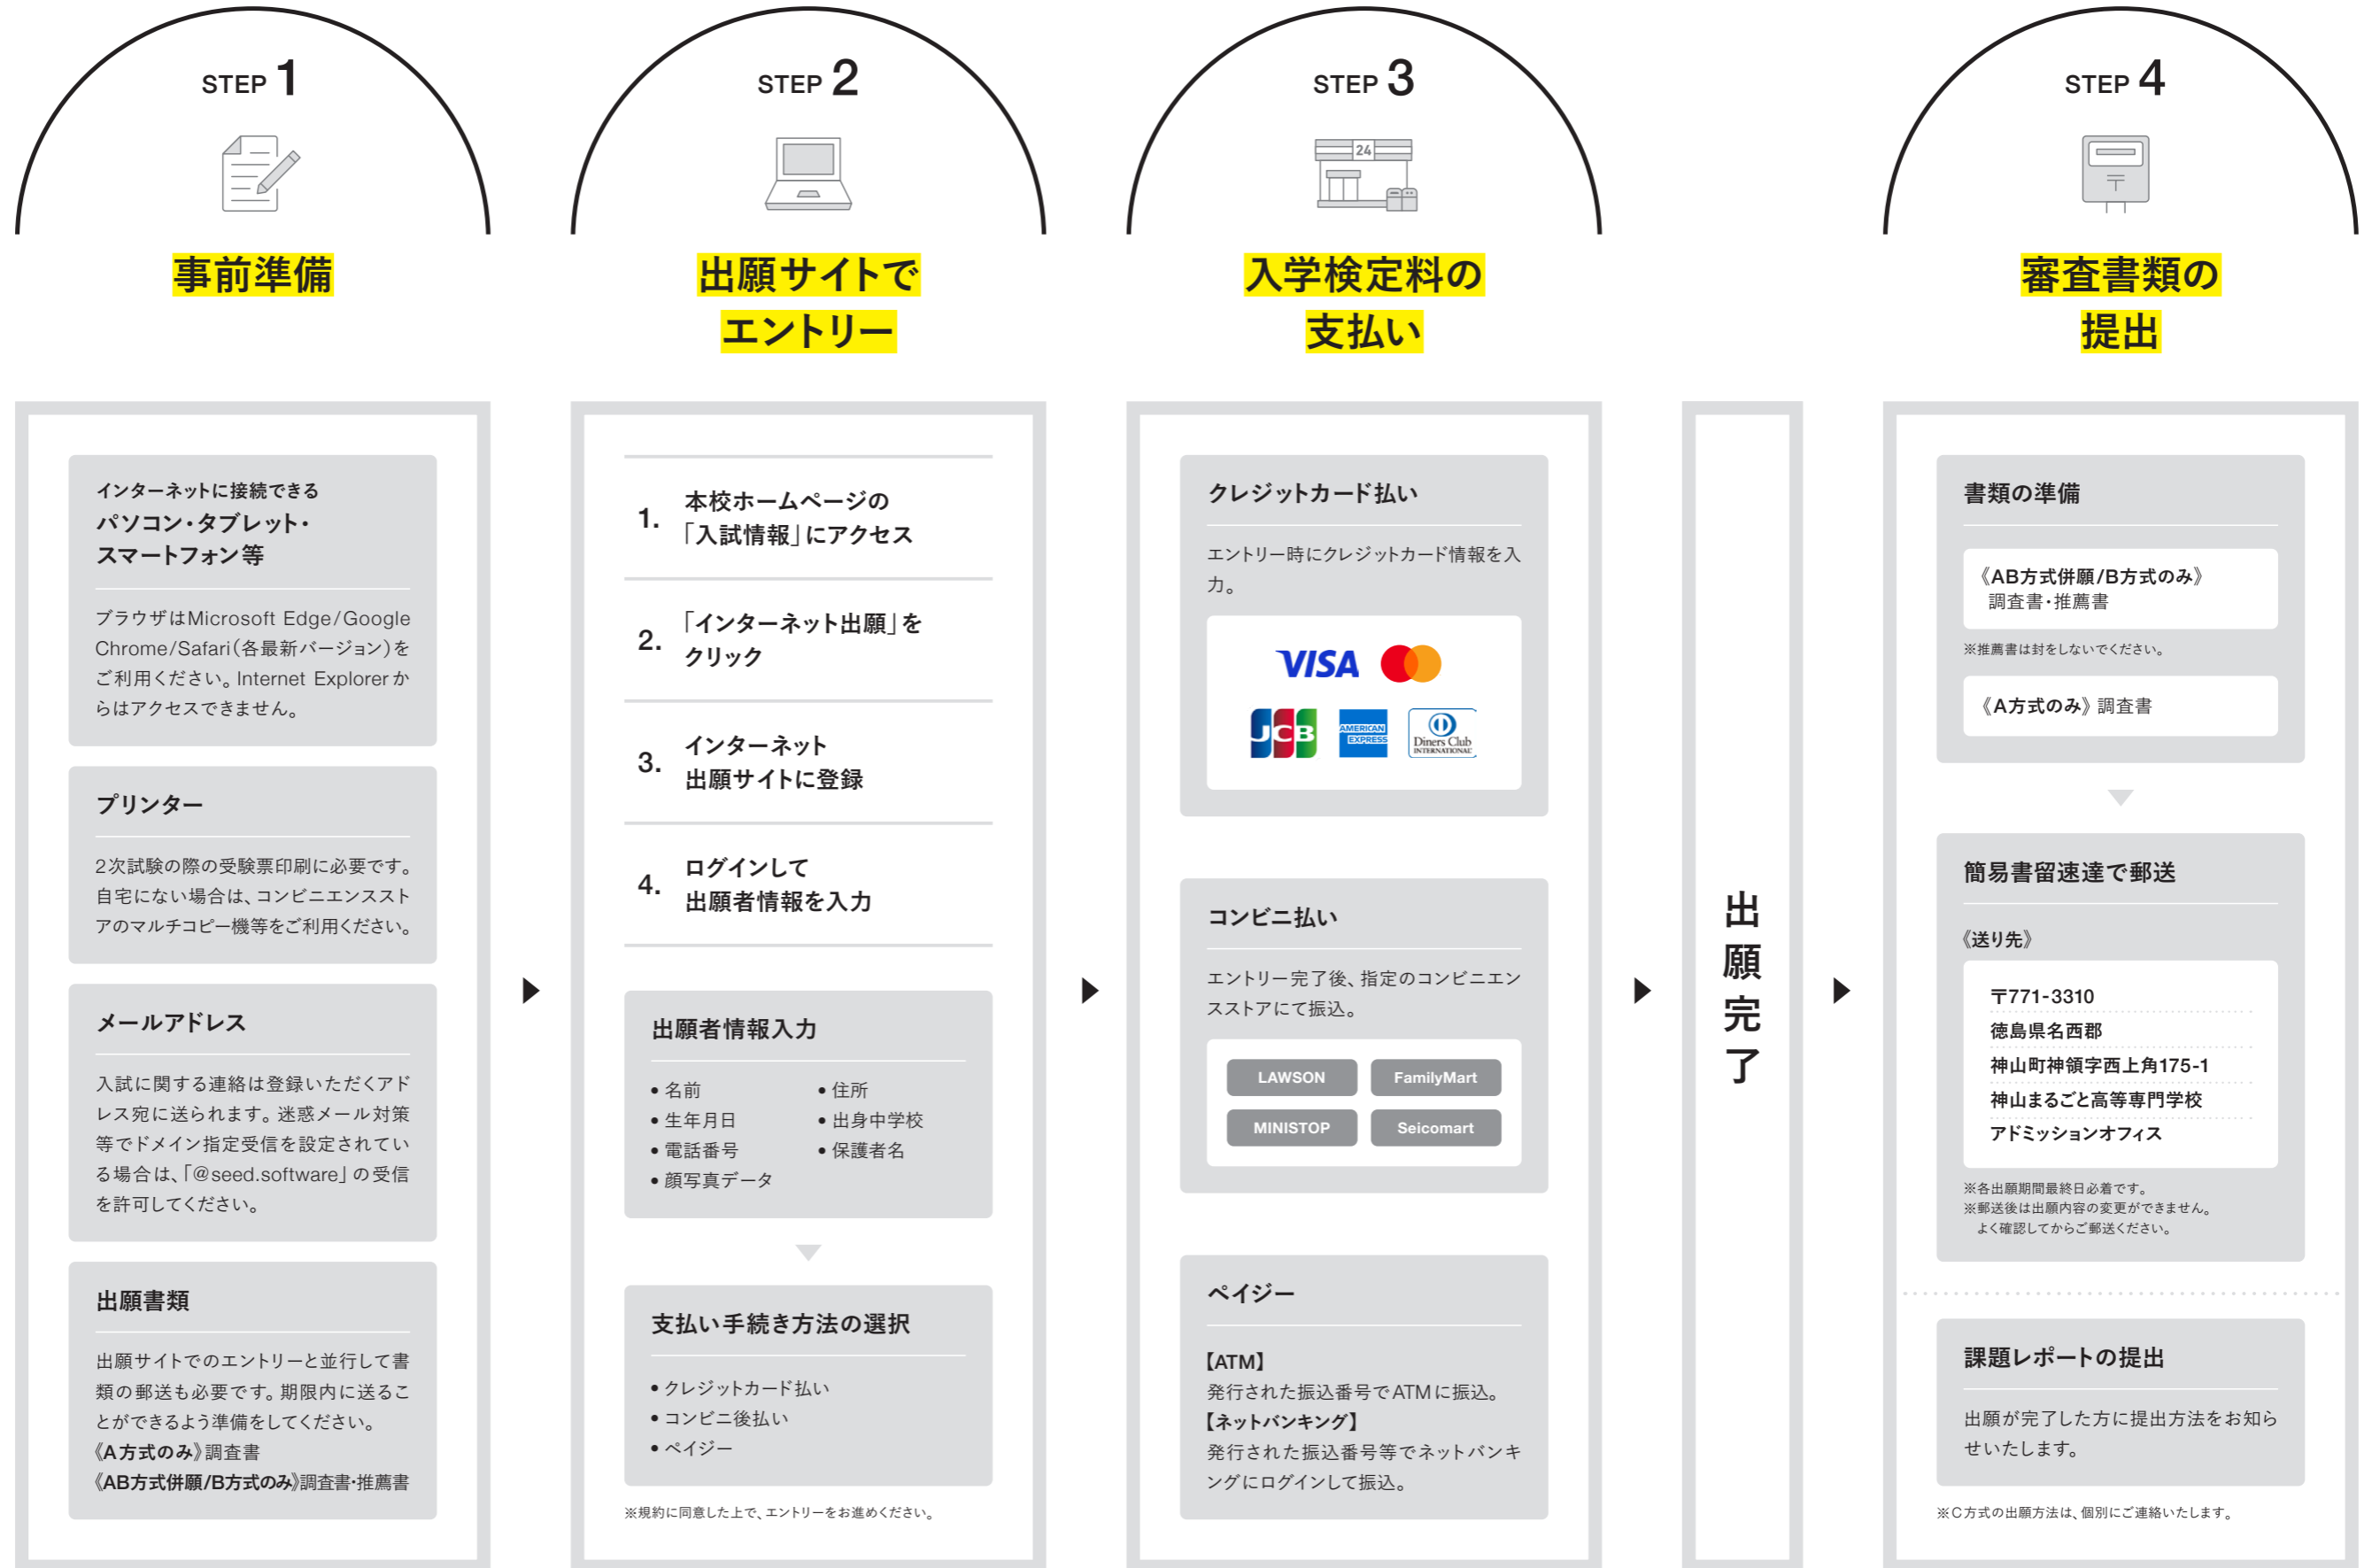 STEP 1
事前準備
インターネットに接続できる
パソコン・タブレット・
スマートフォン等
ブラウザはMicrosoft Edge/Google
Chrome/Safari（各最新バージョン）を
ご利用ください。Internet Explorerか
らはアクセスできません。
プリンター
2次試験の際の受験票印刷に必要です。
自宅にない場合は、コンビニエンススト
アのマルチコピー機等をご利用ください。
メールアドレス
入試に関する連絡は登録いただくアド
レス宛に送られます。迷惑メール対策
等でドメイン指定受信を設定されてい
る場合は、「@seed.software」の受信
を許可してください。
出願書類
出願サイトでのエントリーと並行して書
類の郵送も必要です。期限内に送るこ
とができるよう準備をしてください。
《A方式のみ》調査書
《AB方式併願/B方式のみ》調査書・推薦書
STEP 2
出願サイトで
エントリー
1. 本校ホームページの
「入試情報」にアクセス
2. 「インターネット出願」を
クリック
3. インターネット
出願サイトに登録
4. ログインして
出願者情報を入力
出願者情報入力
• 名前 • 住所
• 生年月日 • 出身中学校
• 電話番号 • 保護者名
• 顔写真データ
支払い手続き方法の選択
• クレジットカード払い
• コンビニ後払い
• ペイジー
※規約に同意した上で、エントリーをお進めください。
STEP 3
24
入学検定料の
支払い
クレジットカード払い
エントリー時にクレジットカード情報を入
力。
VISA
JCB
AMERICAN
EXPRESS
Diners Club
INTERNATIONAL
コンビニ払い
エントリー完了後、指定のコンビニエン
スストアにて振込。
LAWSON FamilyMart
MINISTOP Seicomart
ペイジー
【ATM】
発行された振込番号でATMに振込。
【ネットバンキング】
発行された振込番号等でネットバンキ
ングにログインして振込。
出願完了
STEP 4
〒
審査書類の
提出
書類の準備
《AB方式併願/B方式のみ》
調査書・推薦書
※推薦書は封をしないでください。
《A方式のみ》調査書
簡易書留速達で郵送
《送り先》
〒771-3310
徳島県名西郡
神山町神領字西上角175-1
神山まるごと高等専門学校
アドミッションオフィス
※各出願期間最終日必着です。
※郵送後は出願内容の変更ができません。
よく確認してからご郵送ください。
課題レポートの提出
出願が完了した方に提出方法をお知ら
せいたします。
※C方式の出願方法は、個別にご連絡いたします。